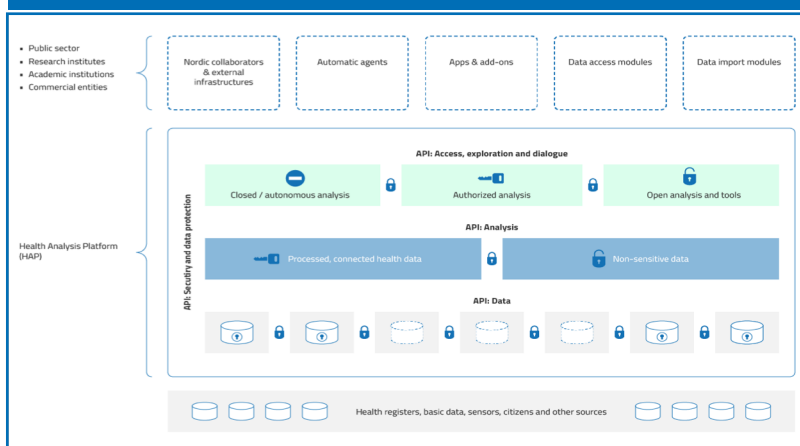 • Public sector
• Research institutes
• Academic institutions
• Commercial entities
Nordic collaborators
& external
infrastructures
Automatic agents
Apps & add-ons
Data access modules
Data import modules
Health Analysis Platform
(HAP)
API: Secutiry and data protection
API: Access, exploration and dialogue
Closed / autonomous analysis
Authorized analysis
Open analysis and tools
API: Analysis
Processed, connected health data
Non-sensitive data
API: Data
Health registers, basic data, sensors, citizens and other sources